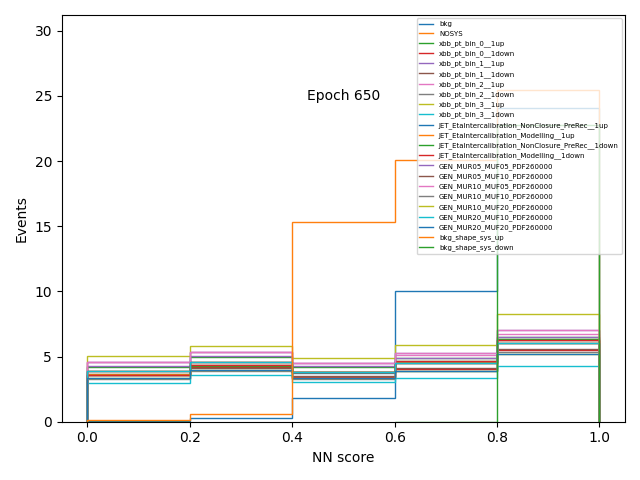 30
25
20
15
10
5
0
Events
0.0 0.2 0.4 0.6 0.8 1.0
NN score
Epoch 650
bkg
NOSYS
xbb_pt_bin_0__1up
xbb_pt_bin_0__1down
xbb_pt_bin_1__1up
xbb_pt_bin_1__1down
xbb_pt_bin_2__1up
xbb_pt_bin_2__1down
xbb_pt_bin_3__1up
xbb_pt_bin_3__1down
JET_EtaIntercalibration_NonClosure_PreRec__1up
JET_EtaIntercalibration_Modelling__1up
JET_EtaIntercalibration_NonClosure_PreRec__1down
JET_EtaIntercalibration_Modelling__1down
GEN_MUR05_MUF05_PDF260000
GEN_MUR05_MUF10_PDF260000
GEN_MUR10_MUF05_PDF260000
GEN_MUR10_MUF10_PDF260000
GEN_MUR10_MUF20_PDF260000
GEN_MUR20_MUF10_PDF260000
GEN_MUR20_MUF20_PDF260000
bkg_shape_sys_up
bkg_shape_sys_down